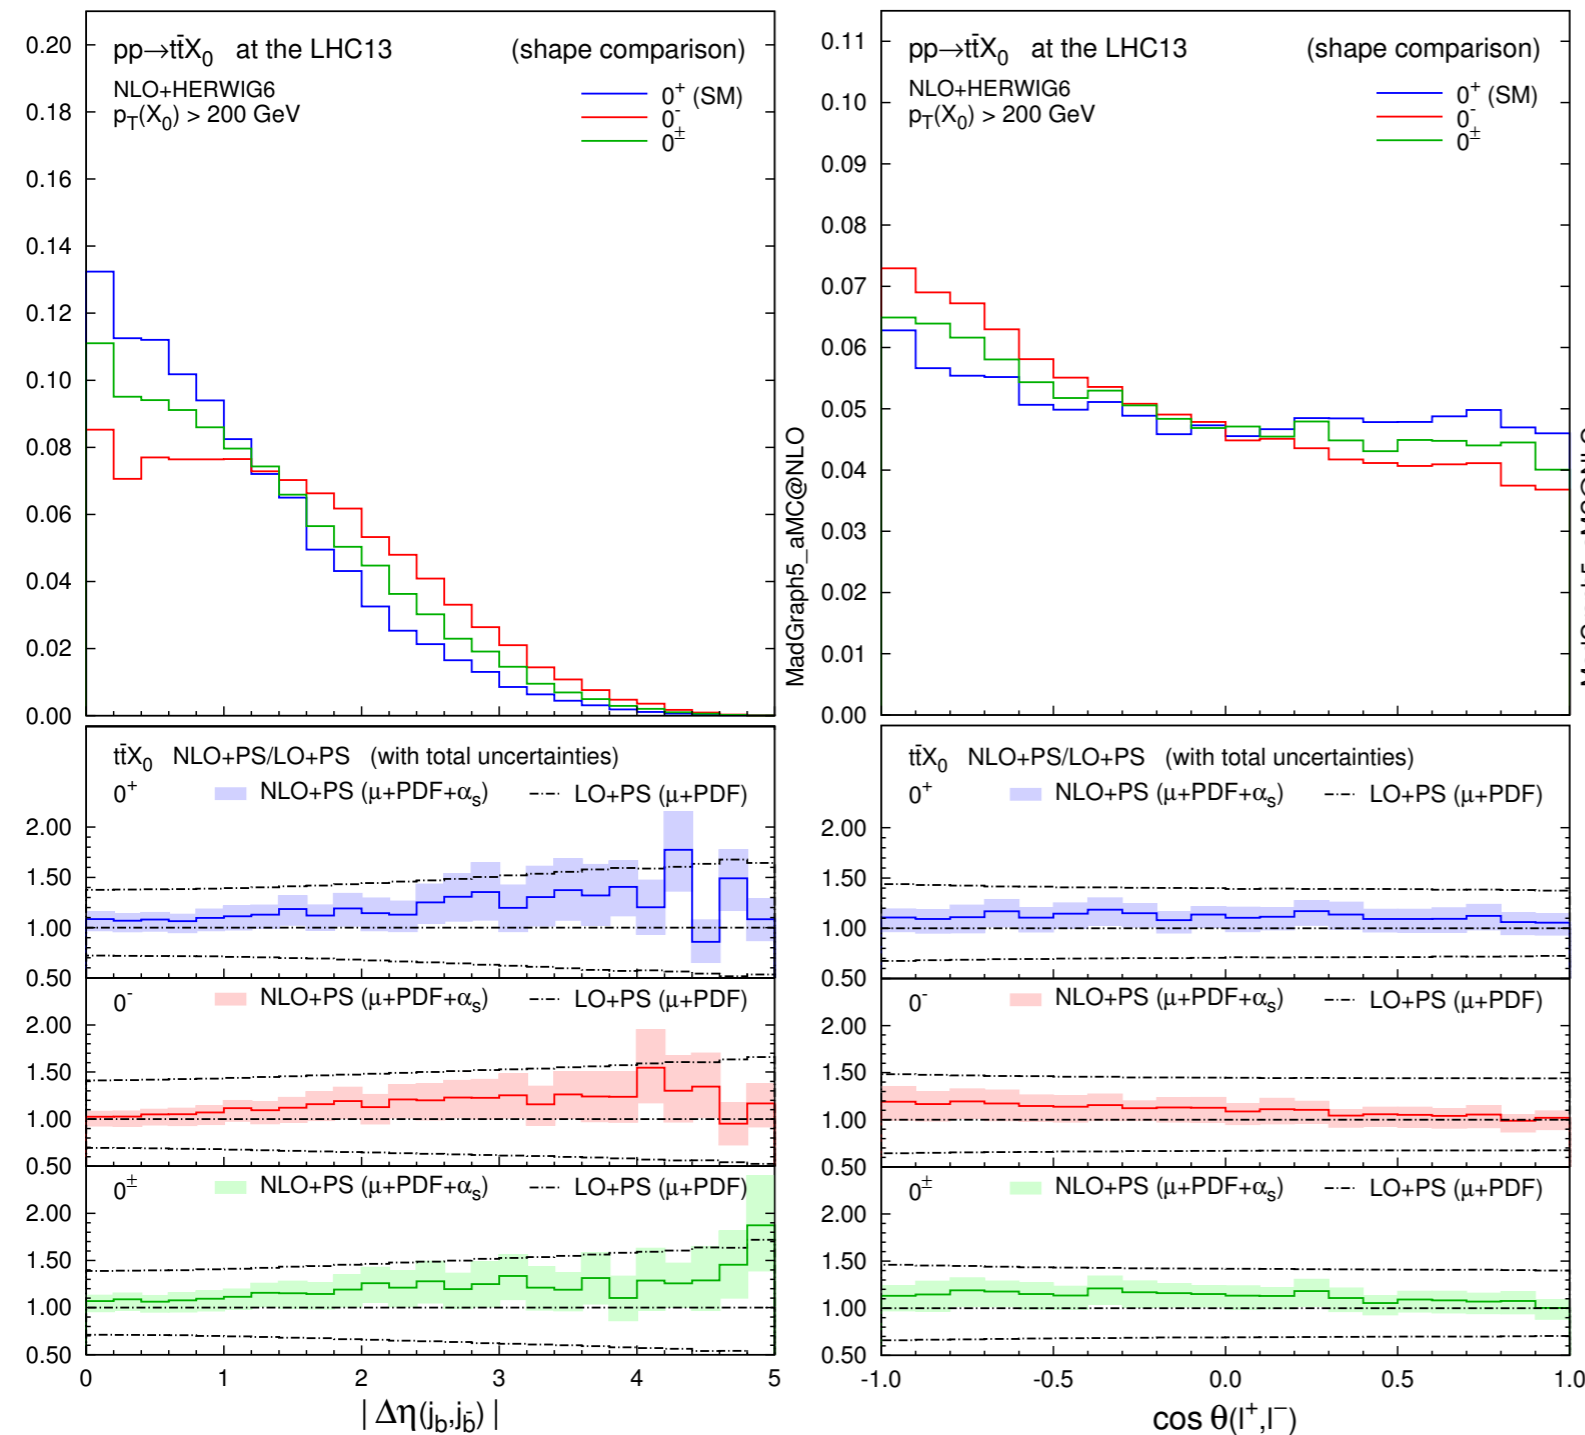 pp→tt̄X₀ at the LHC13 (shape comparison)
NLO+HERWIG6
p_T(X₀) > 200 GeV
0⁺ (SM)
0⁻
0^±
0.20
0.18
0.16
0.14
0.12
0.10
0.08
0.06
0.04
0.02
0.00
MadGraph5_aMC@NLO
tt̄X₀ NLO+PS/LO+PS (with total uncertainties)
0⁺ NLO+PS (μ+PDF+α_s) LO+PS (μ+PDF)
2.00
1.50
1.00
0.50
0⁻ NLO+PS (μ+PDF+α_s) LO+PS (μ+PDF)
2.00
1.50
1.00
0.50
0^± NLO+PS (μ+PDF+α_s) LO+PS (μ+PDF)
2.00
1.50
1.00
0.50
0 1 2 3 4 5
| Δη(j_b,j_b̄) |
pp→tt̄X₀ at the LHC13 (shape comparison)
NLO+HERWIG6
p_T(X₀) > 200 GeV
0⁺ (SM)
0⁻
0^±
0.11
0.10
0.09
0.08
0.07
0.06
0.05
0.04
0.03
0.02
0.01
0.00
tt̄X₀ NLO+PS/LO+PS (with total uncertainties)
0⁺ NLO+PS (μ+PDF+α_s) LO+PS (μ+PDF)
2.00
1.50
1.00
0.50
0⁻ NLO+PS (μ+PDF+α_s) LO+PS (μ+PDF)
2.00
1.50
1.00
0.50
0^± NLO+PS (μ+PDF+α_s) LO+PS (μ+PDF)
2.00
1.50
1.00
0.50
-1.0 -0.5 0.0 0.5 1.0
cos θ(l⁺,l⁻)